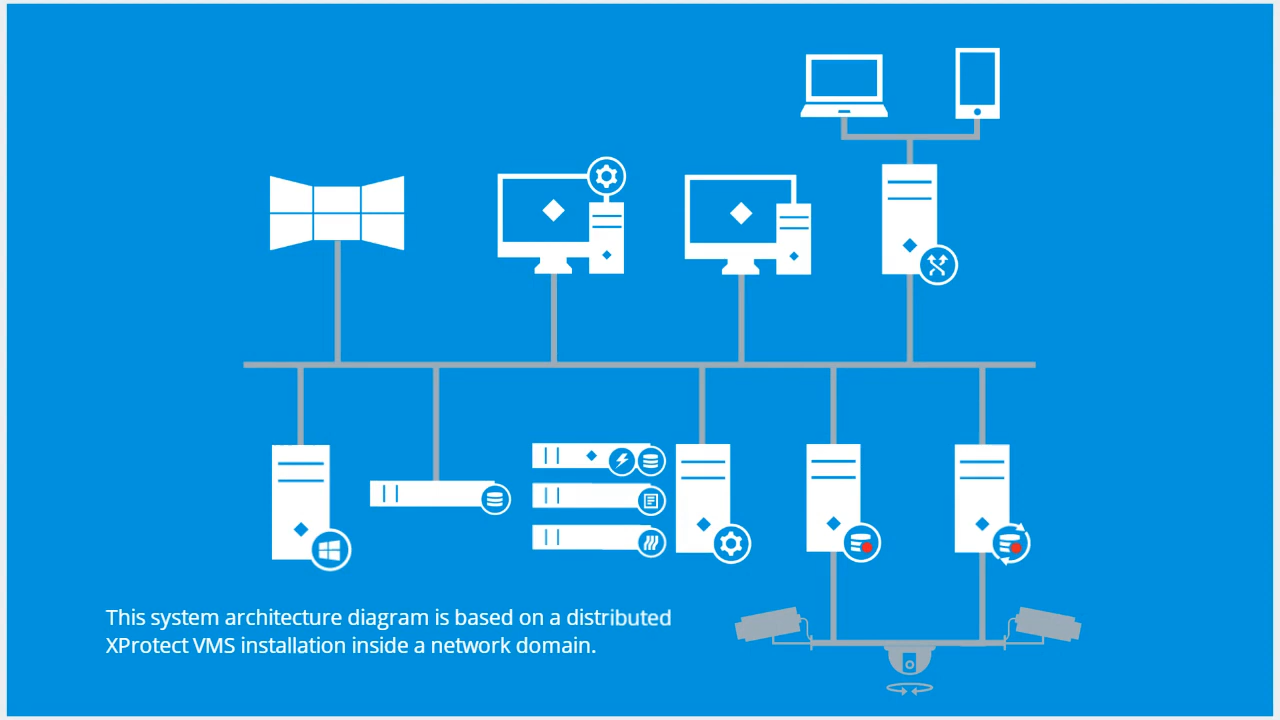 This system architecture diagram is based on a distributed
XProtect VMS installation inside a network domain.